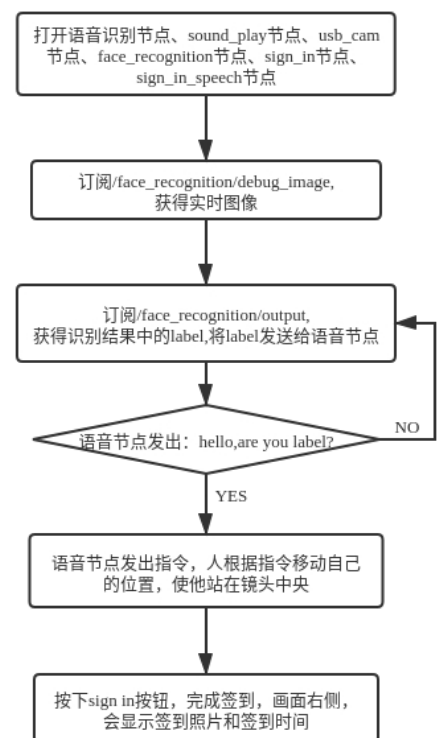 打开语音识别节点、sound_play节点、usb_cam
节点、face_recognition节点、sign_in节点、
sign_in_speech节点
订阅/face_recognition/debug_image,
获得实时图像
订阅/face_recognition/output,
获得识别结果中的label,将label发送给语音节点
语音节点发出：hello,are you label?
NO
YES
语音节点发出指令，人根据指令移动自己
的位置，使他站在镜头中央
按下sign in按钮，完成签到，画面右侧，
会显示签到照片和签到时间